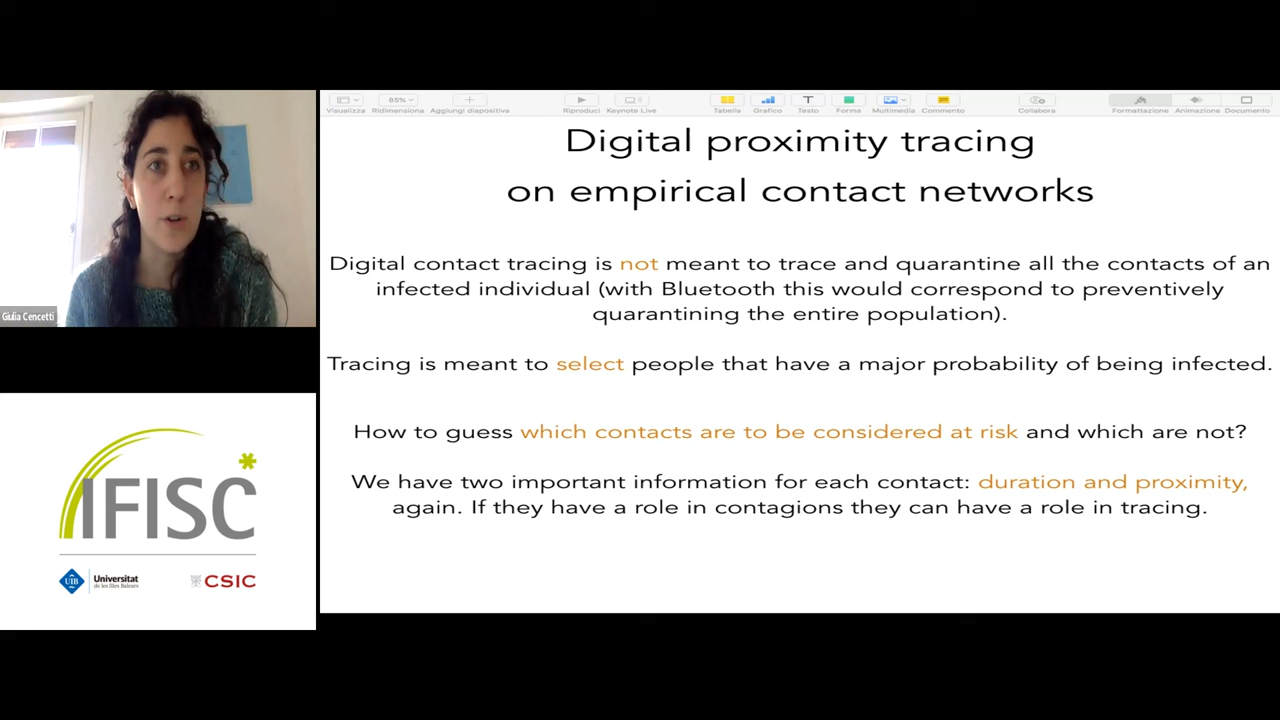 Visualizza
85%
Ridimensiona
Aggiungi diapositiva
Riproduci
Keynote Live
Tabella
Grafico
T
Testo
Forma
Multimedia
Commento
Collabora
Formattazione
Animazione
Documento
Digital proximity tracing
on empirical contact networks
Digital contact tracing is not meant to trace and quarantine all the contacts of an
infected individual (with Bluetooth this would correspond to preventively
quarantining the entire population).
Tracing is meant to select people that have a major probability of being infected.
How to guess which contacts are to be considered at risk and which are not?
We have two important information for each contact: duration and proximity,
again. If they have a role in contagions they can have a role in tracing.
Giulia Cencetti
IFISC
UIB
Universitat
de les Illes Balears
CSIC